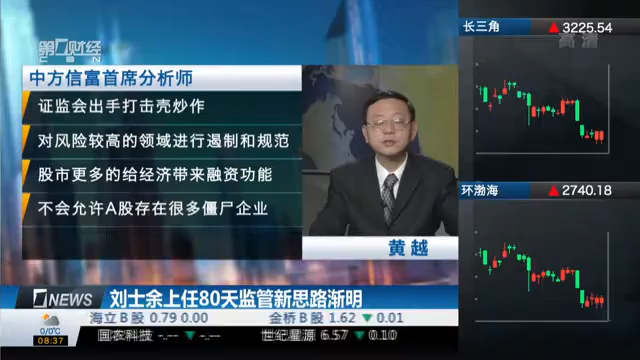 第一财经
CBN
长三角 ▲3225.54
高清
中方信富首席分析师
证监会出手打击壳炒作
对风险较高的领域进行遏制和规范
股市更多的给经济带来融资功能
不会允许A股存在很多僵尸企业
黄越
环渤海 ▲2740.18
NEWS 刘士余上任80天监管新思路渐明
海立B股 0.79 0.00 金桥B股 1.62 ▼0.01
0/0℃
08:37 国农科技 -.-- ▼ -.-- 世纪星源 6.57 ▼0.10